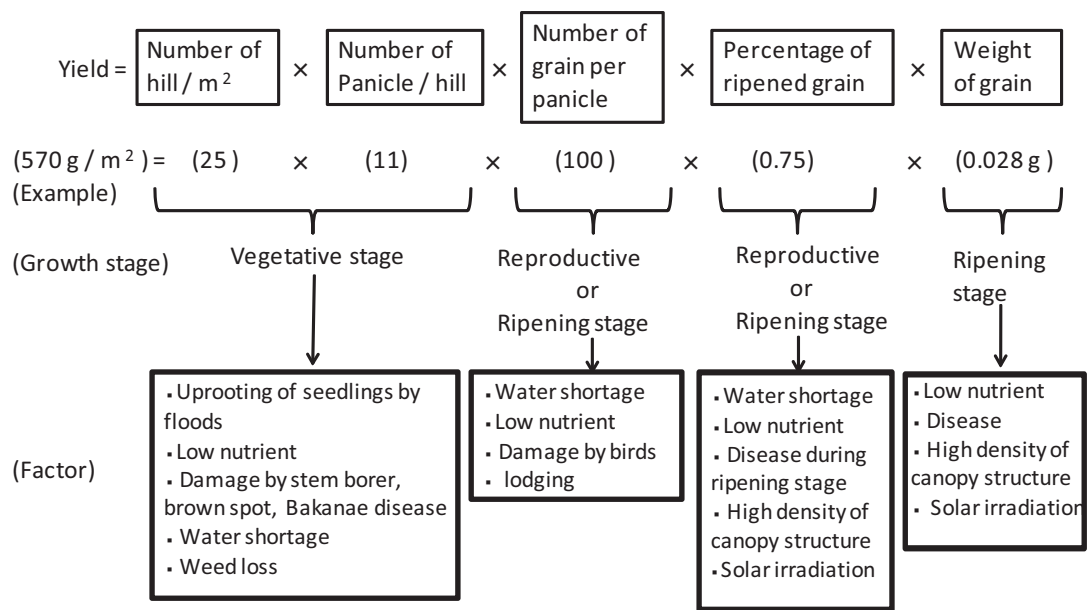 Yield = Number of hill / m² × Number of Panicle / hill × Number of grain per panicle × Percentage of ripened grain × Weight of grain
(570 g / m²) = (25) × (11) × (100) × (0.75) × (0.028 g)
(Example)
(Growth stage)
Vegetative stage
Reproductive
or
Ripening stage
Reproductive
or
Ripening stage
Ripening
stage
(Factor)
▪ Uprooting of seedlings by
floods
▪ Low nutrient
▪ Damage by stem borer,
brown spot, Bakanae disease
▪ Water shortage
▪ Weed loss
▪ Water shortage
▪ Low nutrient
▪ Damage by birds
▪ lodging
▪ Water shortage
▪ Low nutrient
▪ Disease during
ripening stage
▪ High density of
canopy structure
▪ Solar irradiation
▪ Low nutrient
▪ Disease
▪ High density of
canopy structure
▪ Solar irradiation